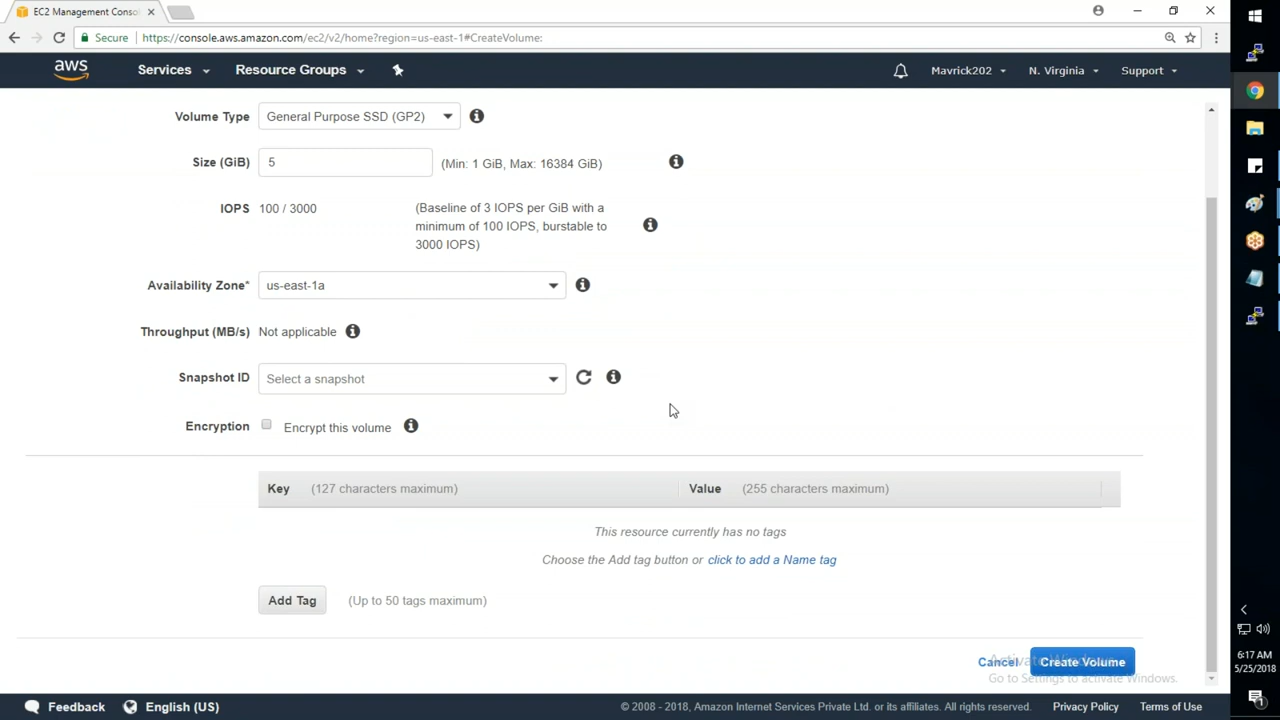 EC2 Management Conso
Secure
https://console.aws.amazon.com/ec2/v2/home?region=us-east-1#CreateVolume:
aws
Services
Resource Groups
Mavrick202
N. Virginia
Support
Volume Type
General Purpose SSD (GP2)
Size (GiB)
5
(Min: 1 GiB, Max: 16384 GiB)
IOPS
100 / 3000
(Baseline of 3 IOPS per GiB with a
minimum of 100 IOPS, burstable to
3000 IOPS)
Availability Zone*
us-east-1a
Throughput (MB/s)
Not applicable
Snapshot ID
Select a snapshot
Encryption
Encrypt this volume
Key
(127 characters maximum)
Value
(255 characters maximum)
This resource currently has no tags
Choose the Add tag button or click to add a Name tag
Add Tag
(Up to 50 tags maximum)
Activate Windows
Go to Settings to activate Windows.
Cancel
Create Volume
6:17 AM
5/25/2018
Feedback
English (US)
© 2008 - 2018, Amazon Internet Services Private Ltd. or its affiliates. All rights reserved.
Privacy Policy
Terms of Use
1